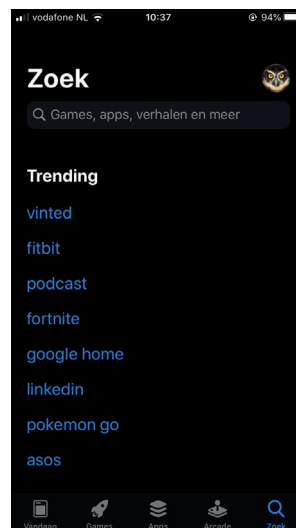 vodafone NL 10:37 94%
Zoek
Games, apps, verhalen en meer
Trending
vinted
fitbit
podcast
fortnite
google home
linkedin
pokemon go
asos
Vandaag Games Apps Arcade Zoek